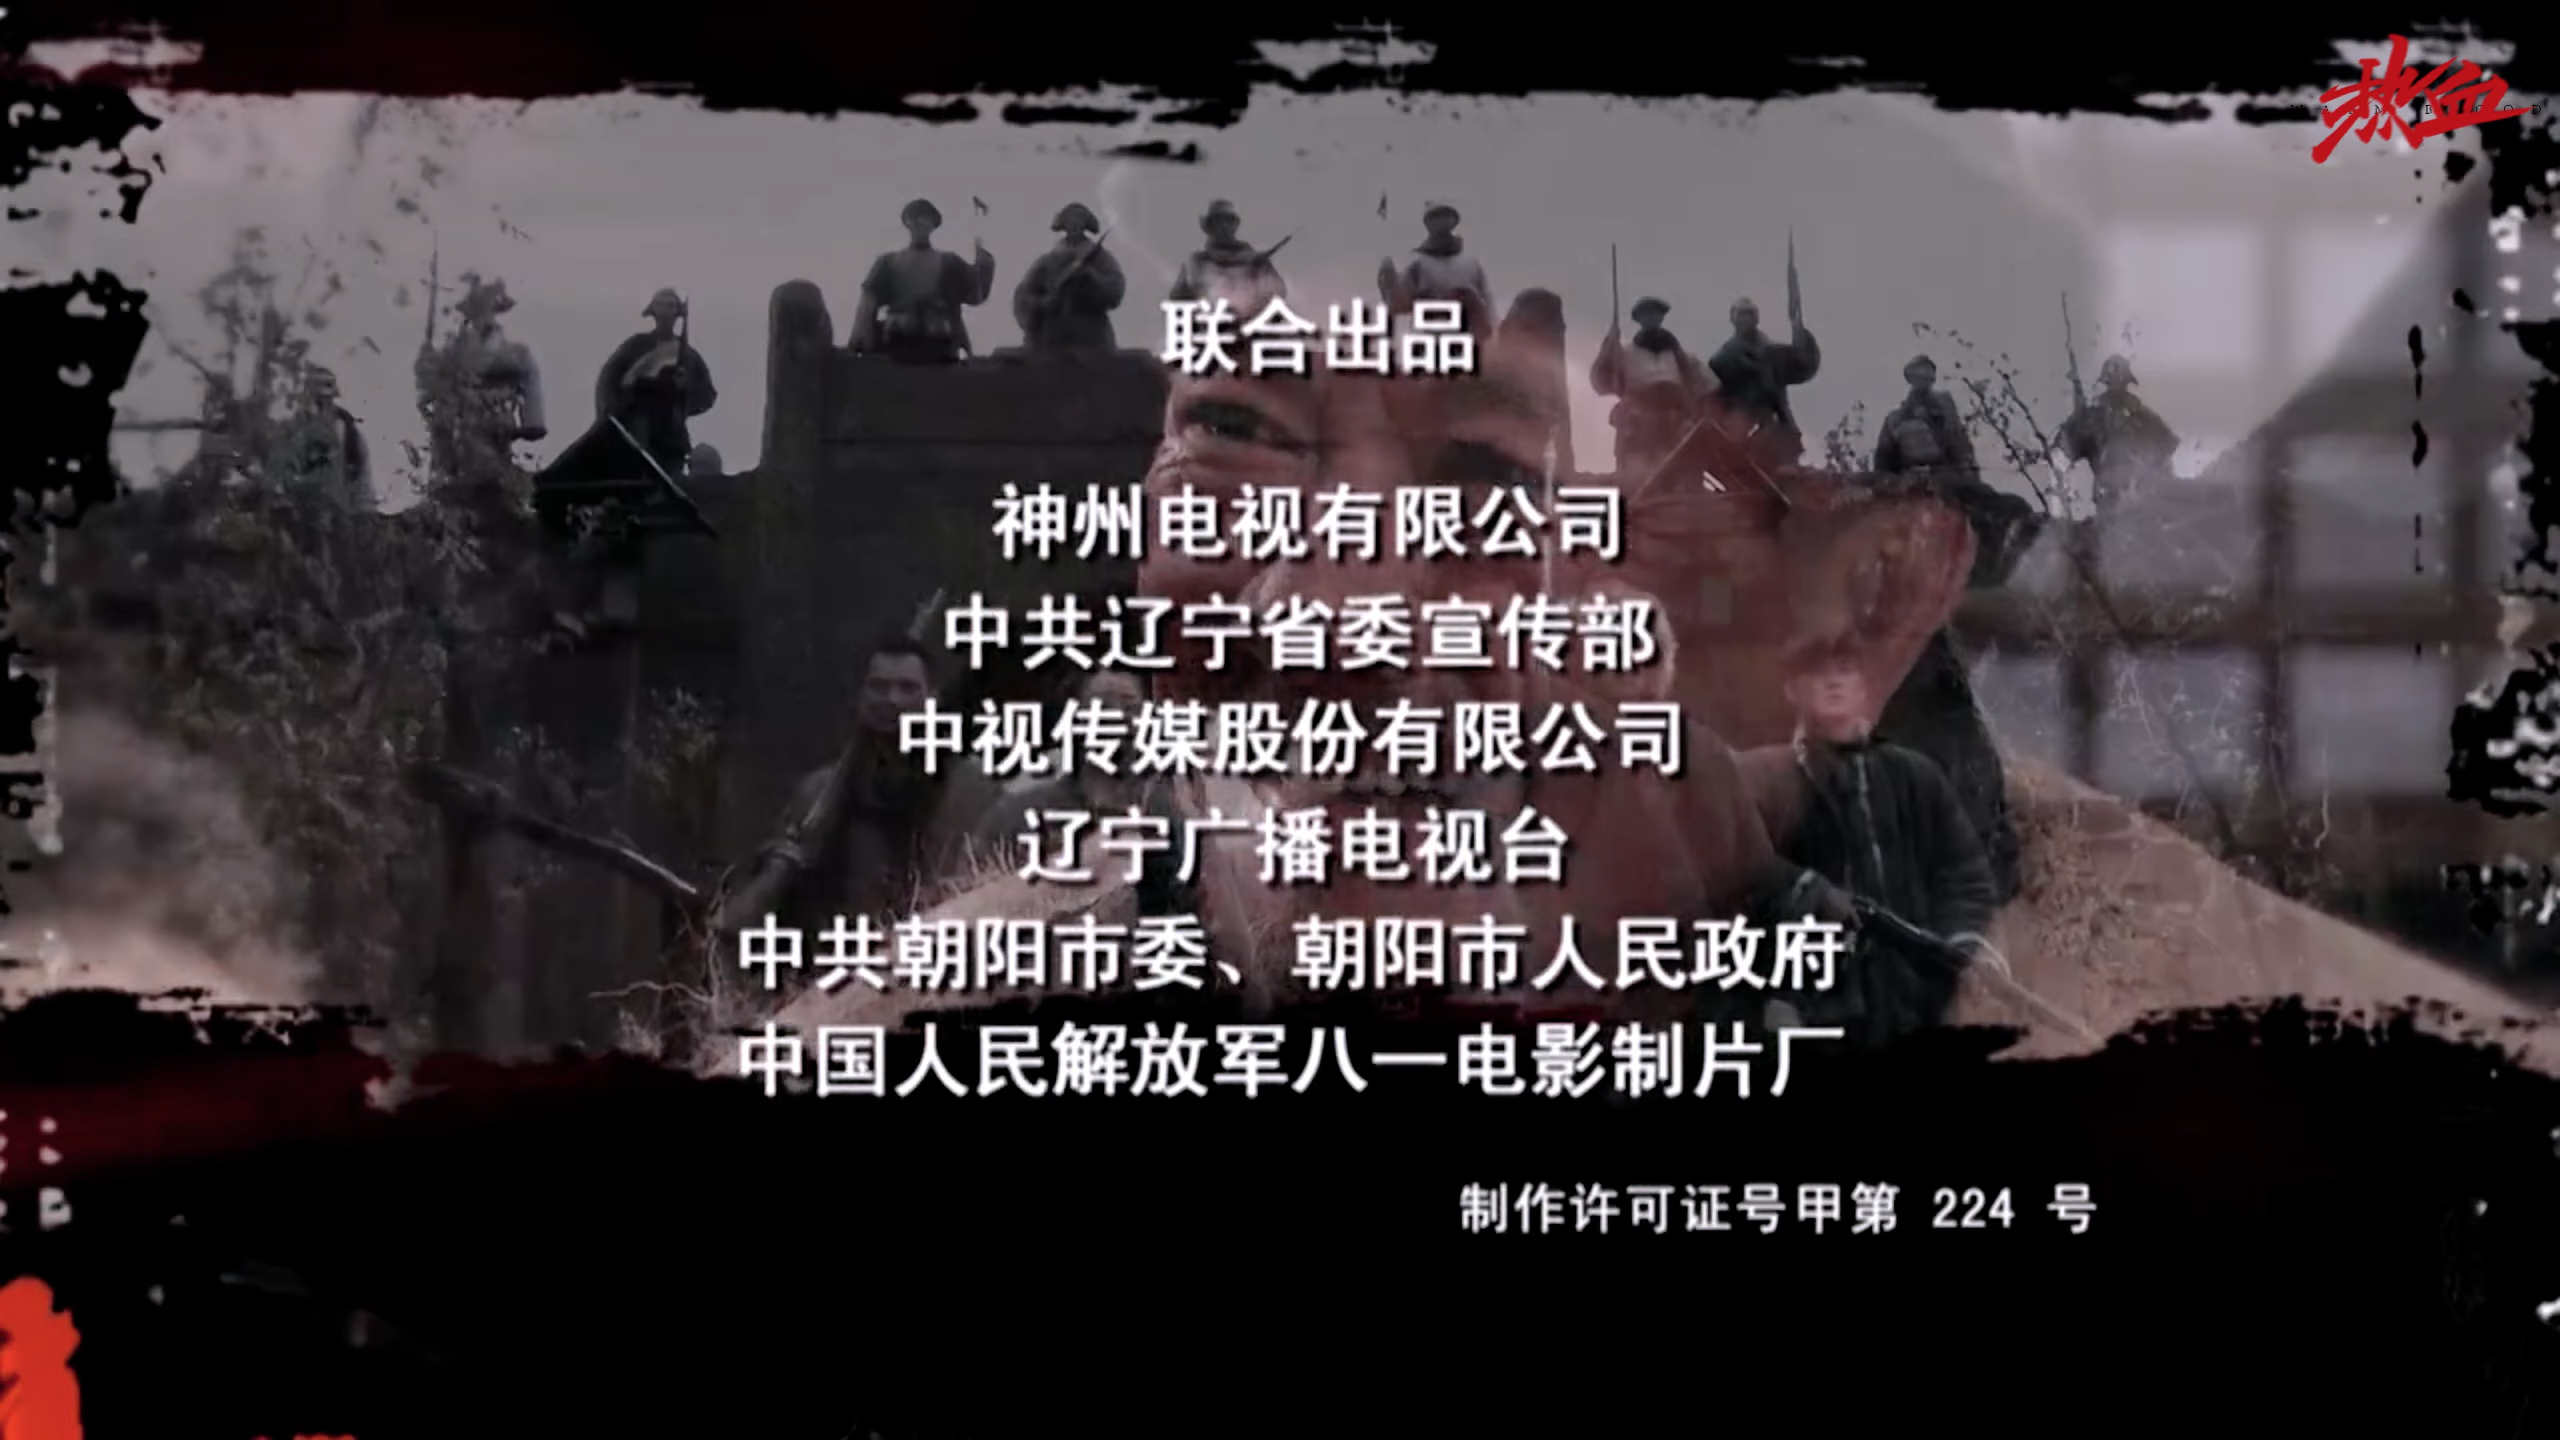 热血
联合出品
神州电视有限公司
中共辽宁省委宣传部
中视传媒股份有限公司
辽宁广播电视台
中共朝阳市委、朝阳市人民政府
中国人民解放军八一电影制片厂
制作许可证号甲第 224 号